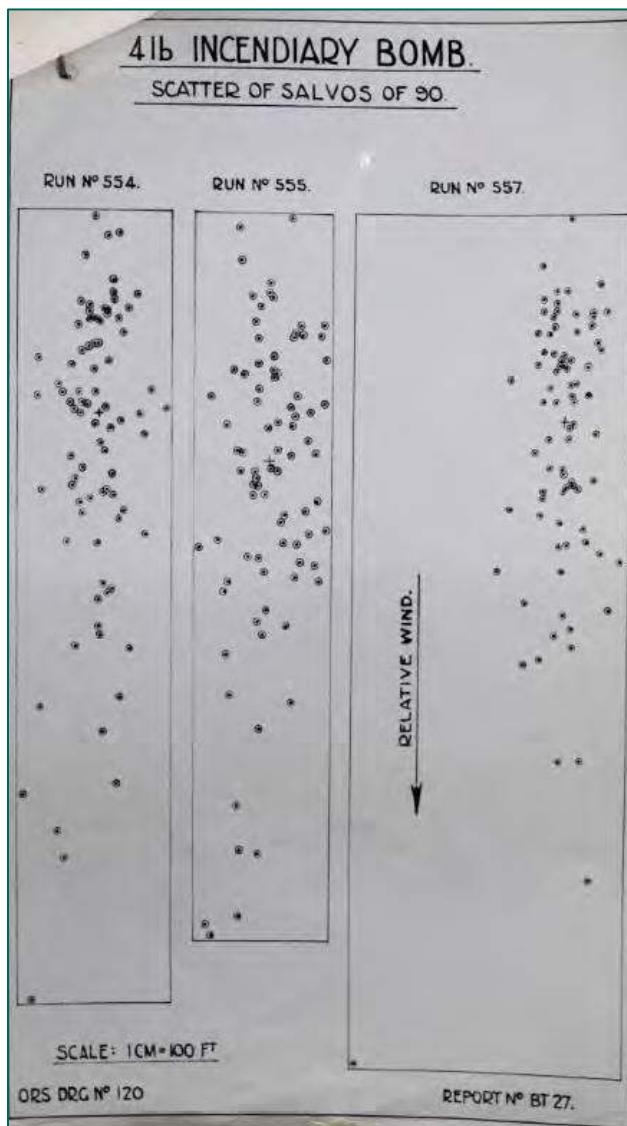 4lb INCENDIARY BOMB.
SCATTER OF SALVOS OF 90.
RUN Nº 554.
RUN Nº 555.
RUN Nº 557.
RELATIVE WIND.
SCALE: 1CM=100 FT
ORS DRG Nº 120
REPORT Nº BT 27.